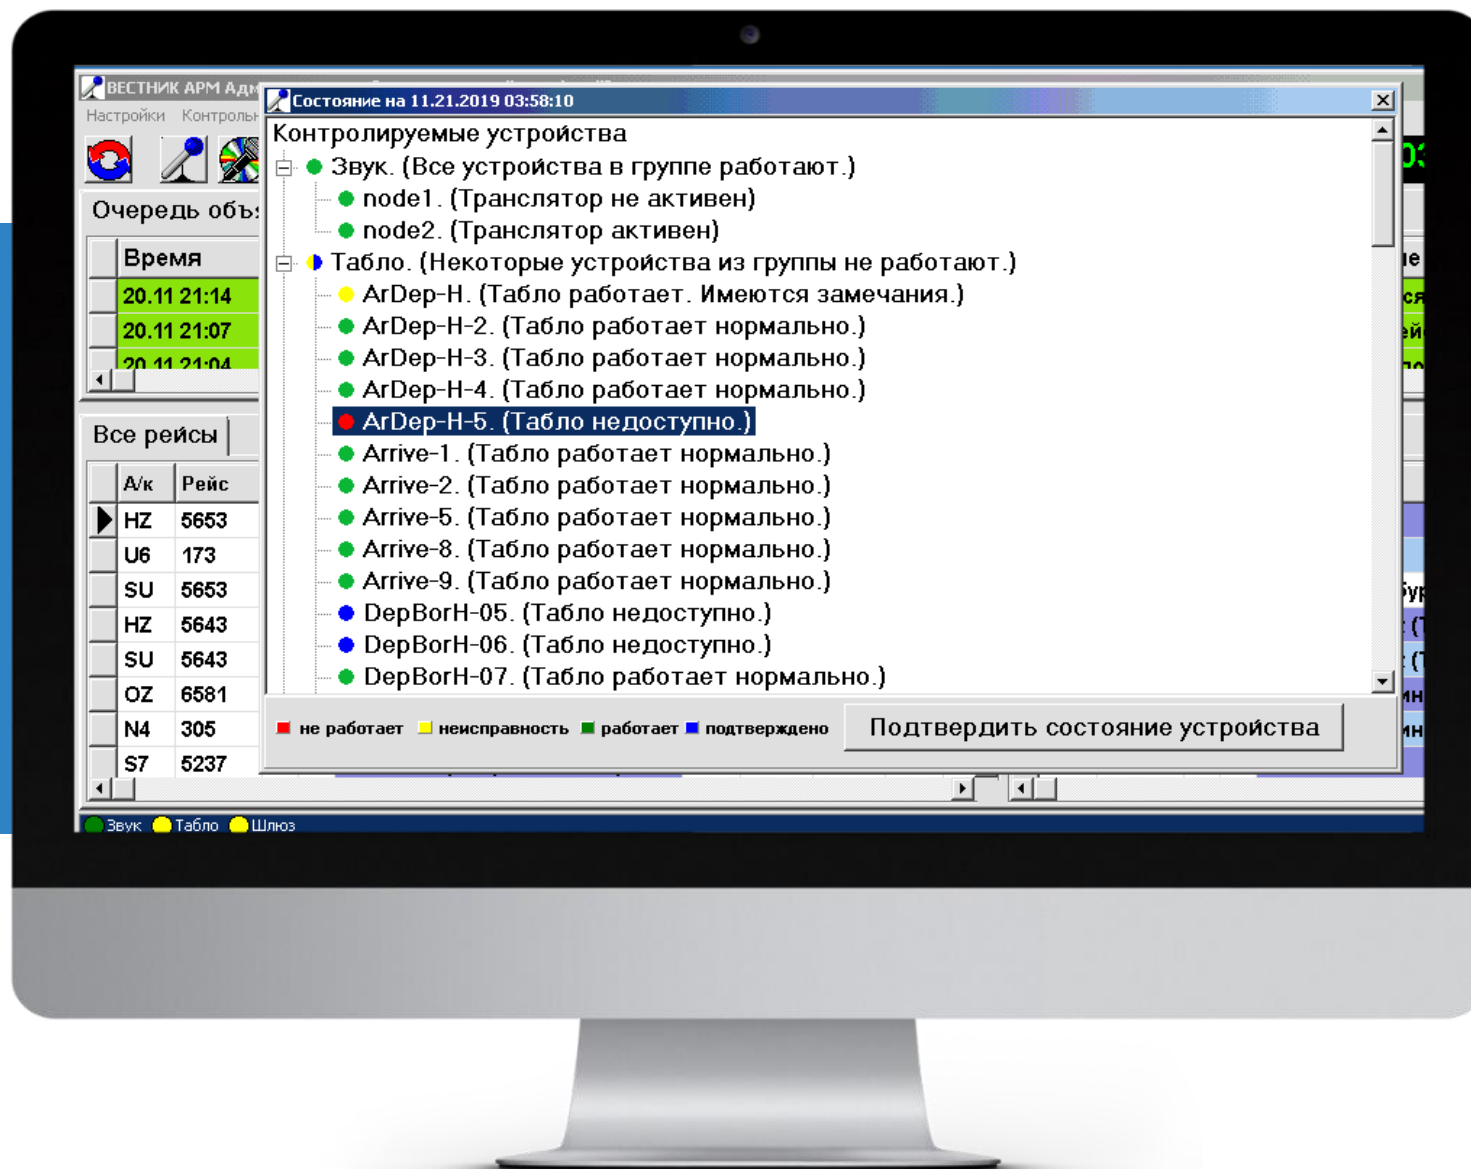 ВЕСТНИК АРМ
Состояние на 11.21.2019 03:58:10
Настройки
Контролируемые устройства
Звук. (Все устройства в группе работают.)
node1. (Транслятор не активен)
node2. (Транслятор активен)
Табло. (Некоторые устройства из группы не работают.)
ArDep-H. (Табло работает. Имеются замечания.)
ArDep-H-2. (Табло работает нормально.)
ArDep-H-3. (Табло работает нормально.)
ArDep-H-4. (Табло работает нормально.)
ArDep-H-5. (Табло недоступно.)
Arrive-1. (Табло работает нормально.)
Arrive-2. (Табло работает нормально.)
Arrive-5. (Табло работает нормально.)
Arrive-8. (Табло работает нормально.)
Arrive-9. (Табло работает нормально.)
DepBorH-05. (Табло недоступно.)
DepBorH-06. (Табло недоступно.)
DepBorH-07. (Табло работает нормально.)
не работает неисправность работает подтверждено
Подтвердить состояние устройства
Очередь
Время
20.11 21:14
20.11 21:07
20.11 21:04
Все рейсы
А/к Рейс
HZ 5653
U6 173
SU 5653
HZ 5643
SU 5643
OZ 6581
N4 305
S7 5237
Звук Табло Шлюз